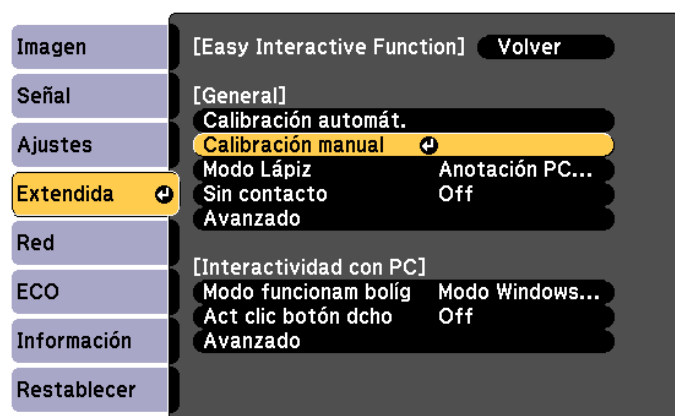 Imagen
Señal
Ajustes
Extendida
Red
ECO
Información
Restablecer
[Easy Interactive Function] Volver
[General]
Calibración automát.
Calibración manual
Modo Lápiz Anotación PC...
Sin contacto Off
Avanzado
[Interactividad con PC]
Modo funcionam bolíg Modo Windows...
Act clic botón dcho Off
Avanzado